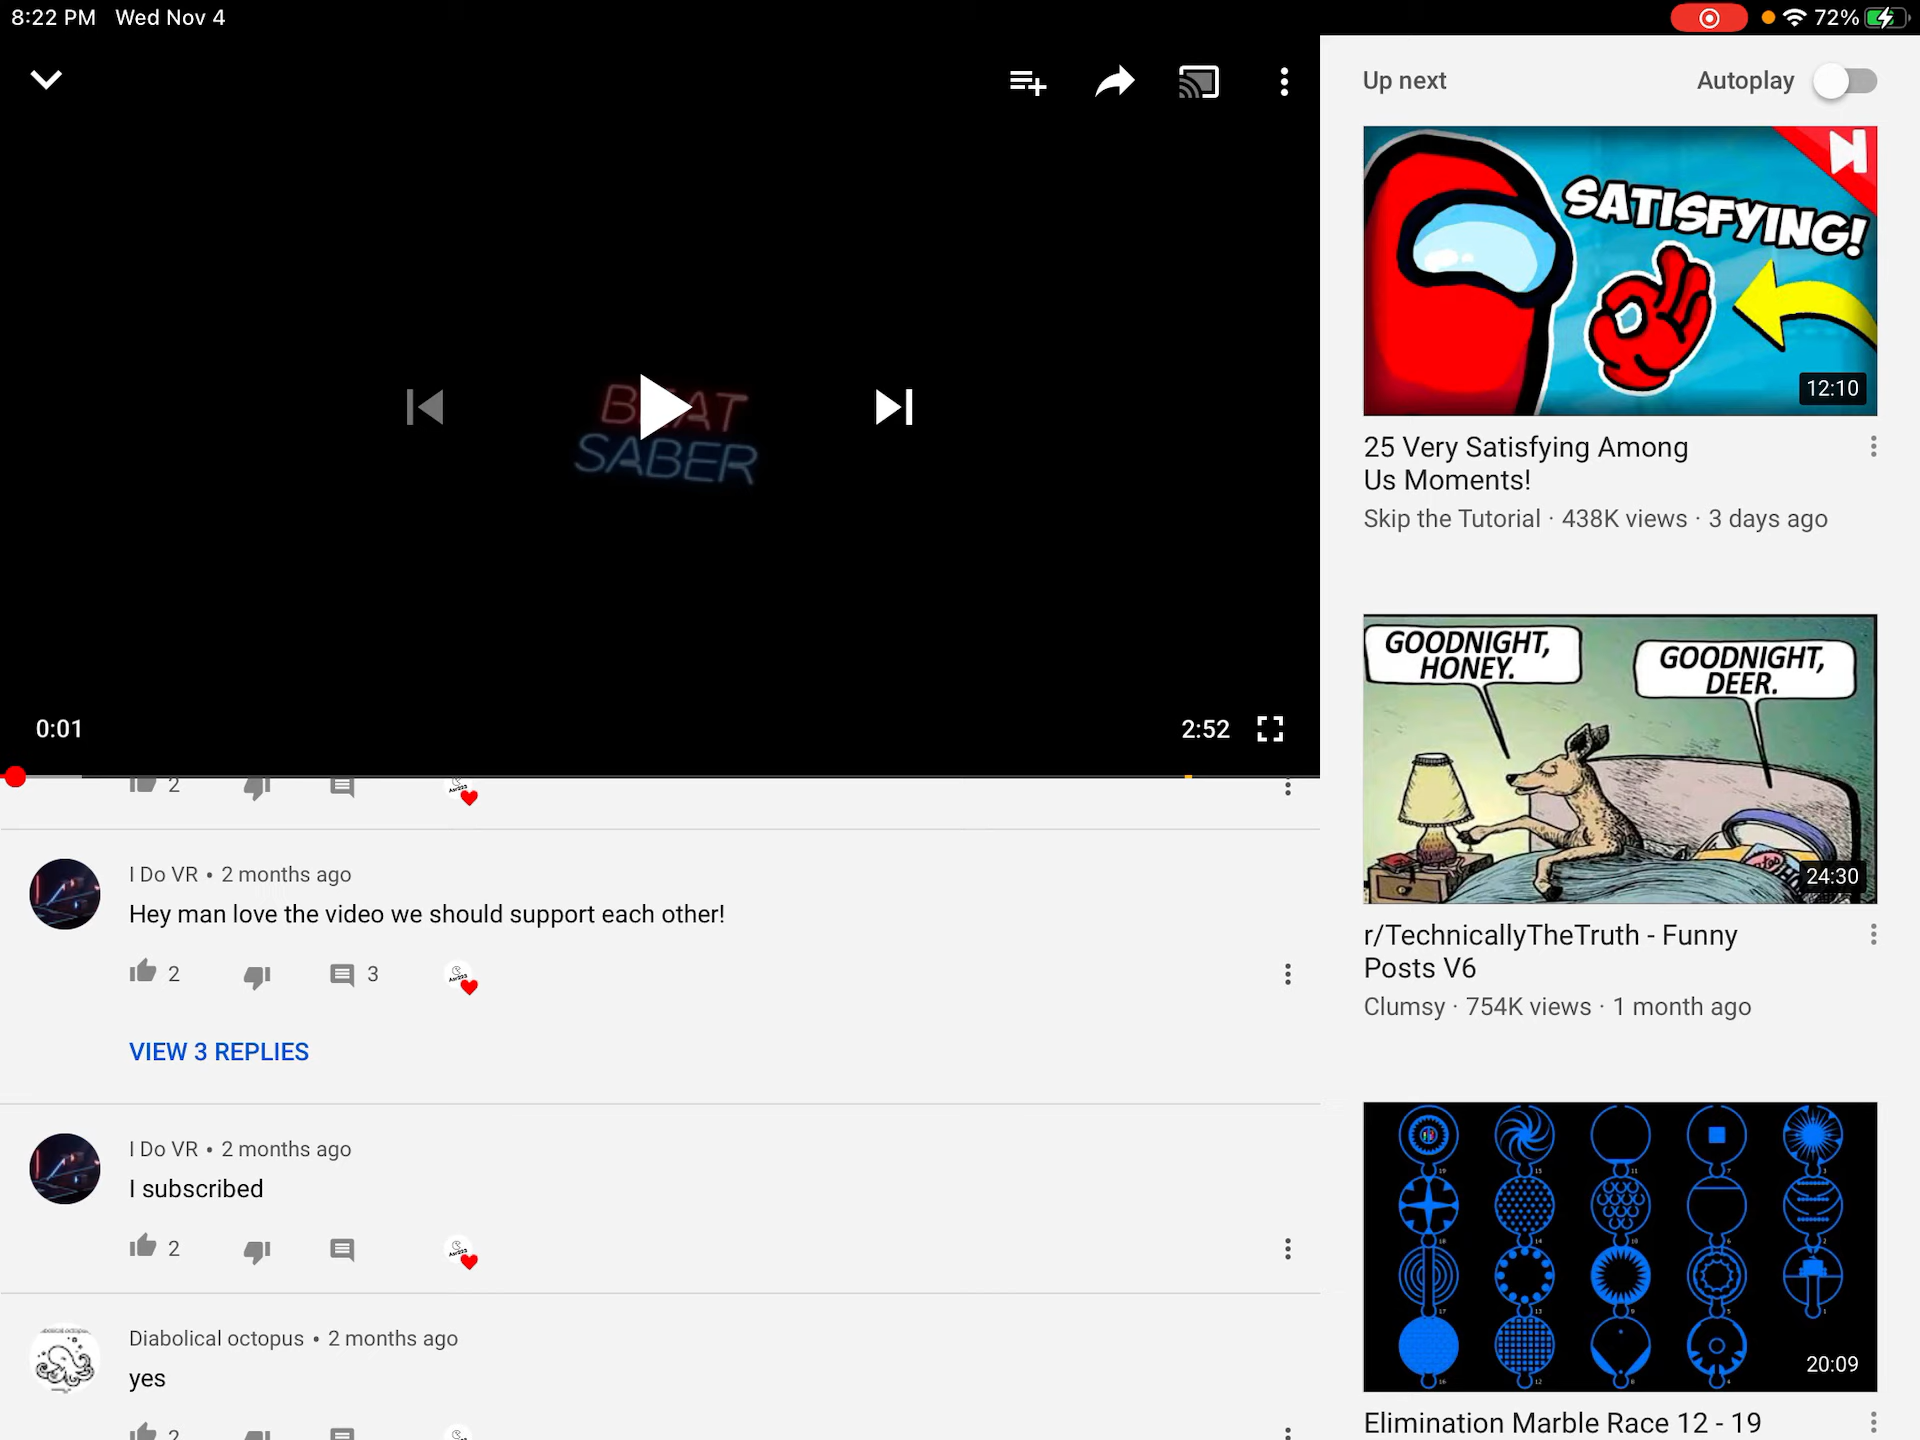 8:22 PM Wed Nov 4
72%
BEAT
SABER
0:01
2:52
2
I Do VR • 2 months ago
Hey man love the video we should support each other!
2
3
VIEW 3 REPLIES
I Do VR • 2 months ago
I subscribed
2
Diabolical octopus • 2 months ago
yes
2
Up next
Autoplay
SATISFYING!
12:10
25 Very Satisfying Among
Us Moments!
Skip the Tutorial · 438K views · 3 days ago
GOODNIGHT,
HONEY.
GOODNIGHT,
DEER.
24:30
r/TechnicallyTheTruth - Funny
Posts V6
Clumsy · 754K views · 1 month ago
20:09
Elimination Marble Race 12 - 19